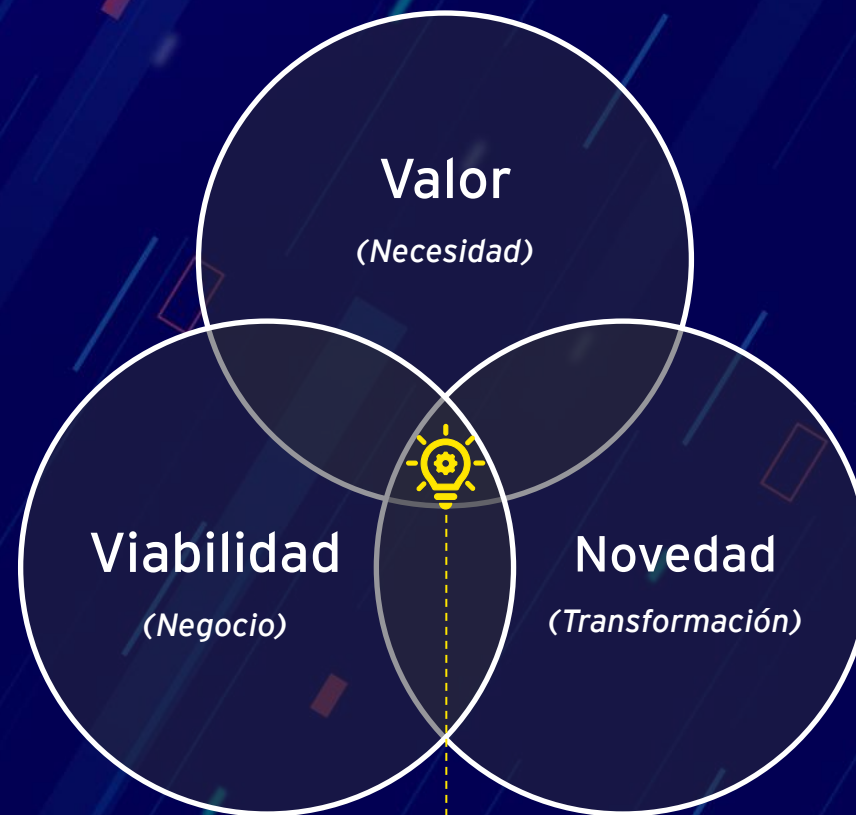 Valor
(Necesidad)
Viabilidad
(Negocio)
Novedad
(Transformación)